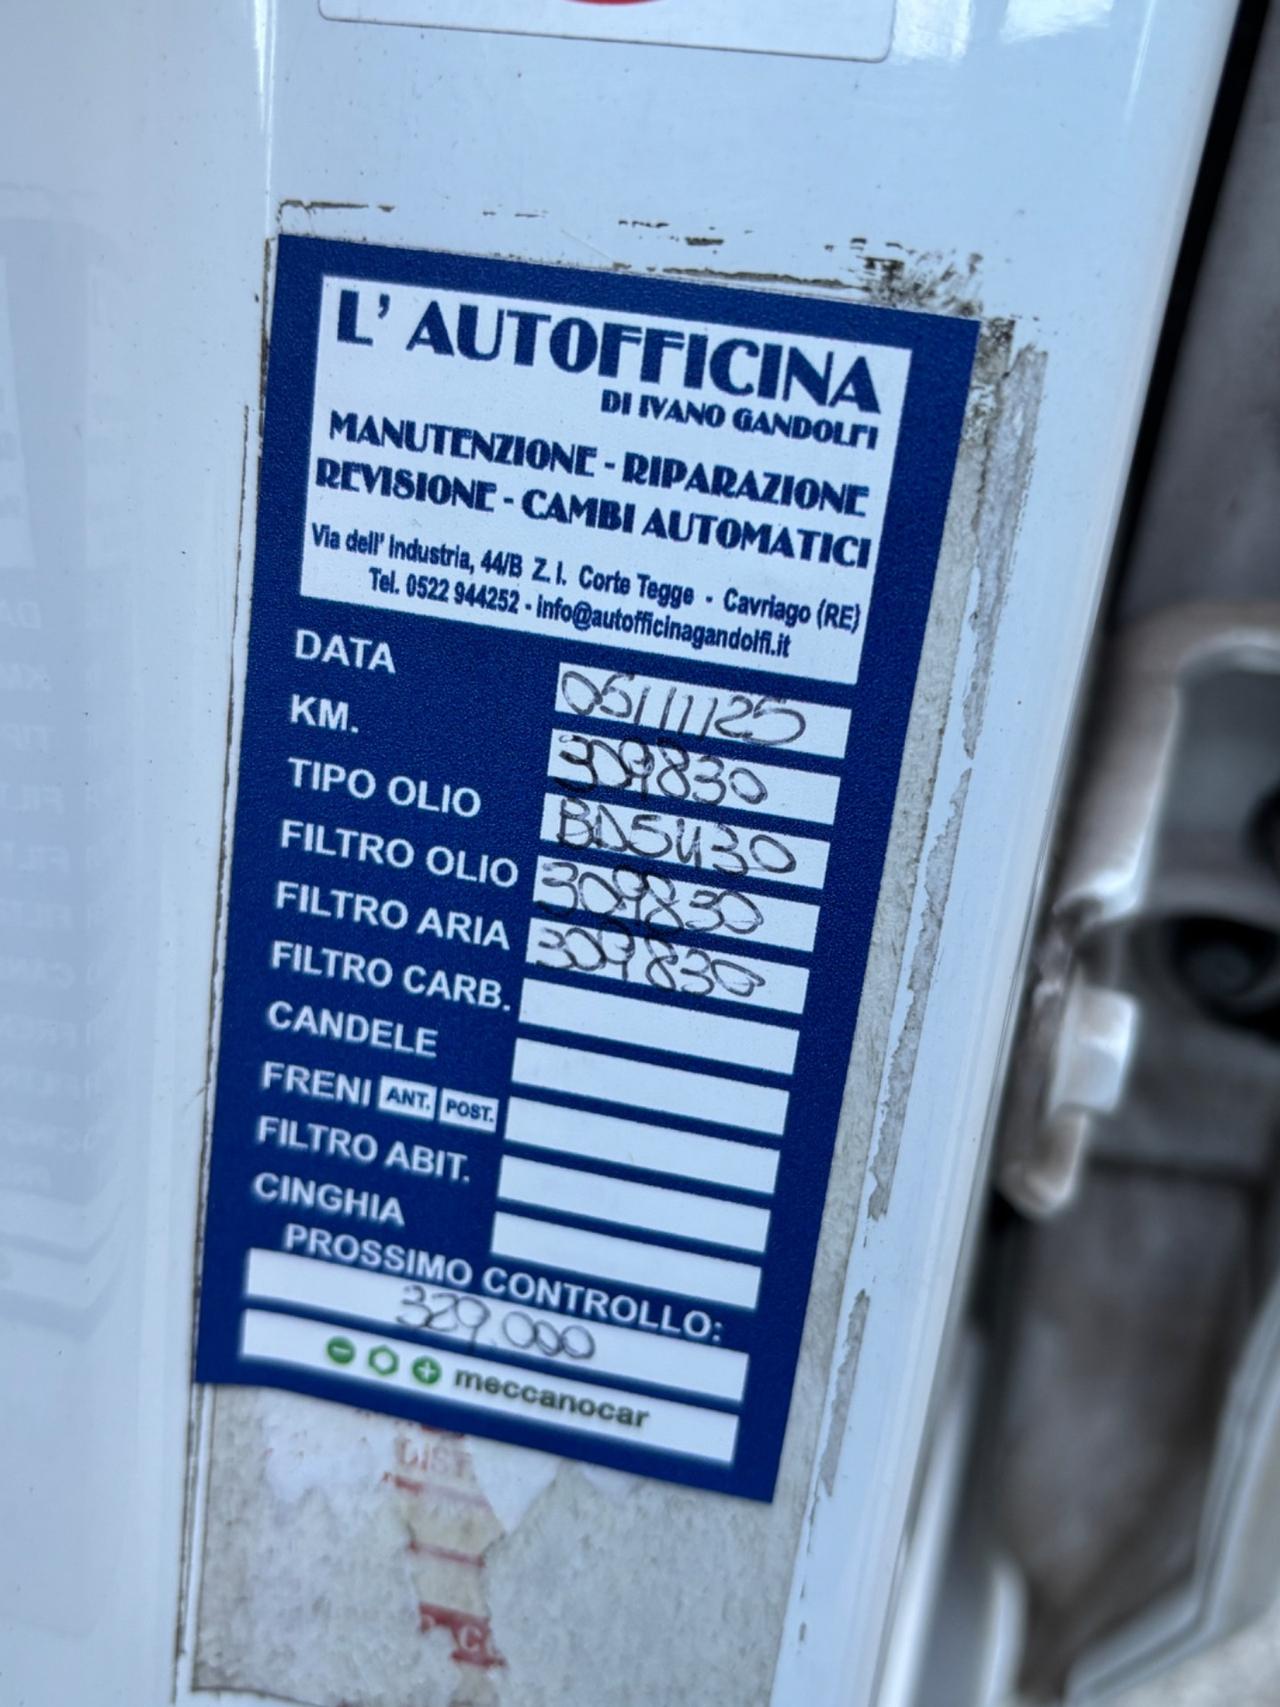 L' AUTOFFICINA
DI IVANO GANDOLFI
MANUTENZIONE - RIPARAZIONE
REVISIONE - CAMBI AUTOMATICI
Via dell' Industria, 44/B Z. I. Corte Tegge - Cavriago (RE)
Tel. 0522 944252 - info@autofficinagandolfi.it
DATA 05/11/25
KM. 309830
TIPO OLIO
FILTRO OLIO 309830
FILTRO ARIA 309830
FILTRO CARB.
CANDELE
FRENI ANT. POST.
FILTRO ABIT.
CINGHIA
PROSSIMO CONTROLLO:
329.000
meccanocar
DIST